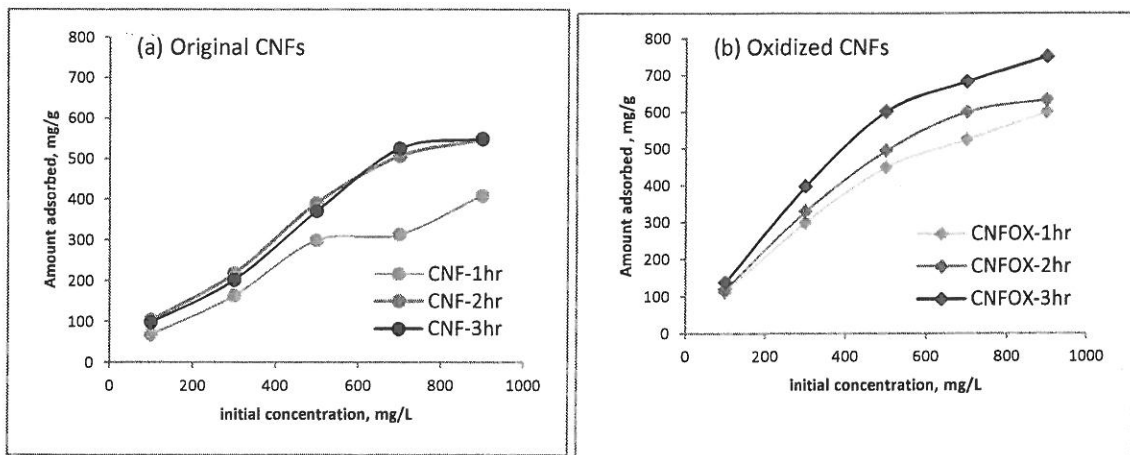 (a) Original CNFs
Amount adsorbed, mg/g
800
700
600
500
400
300
200
100
0
0 200 400 600 800 1000
initial concentration, mg/L
CNF-1hr
CNF-2hr
CNF-3hr
(b) Oxidized CNFs
Amount adsorbed , mg/g
800
700
600
500
400
300
200
100
0
0 200 400 600 800 1000
initial concentration, mg/L
CNFOX-1hr
CNFOX-2hr
CNFOX-3hr